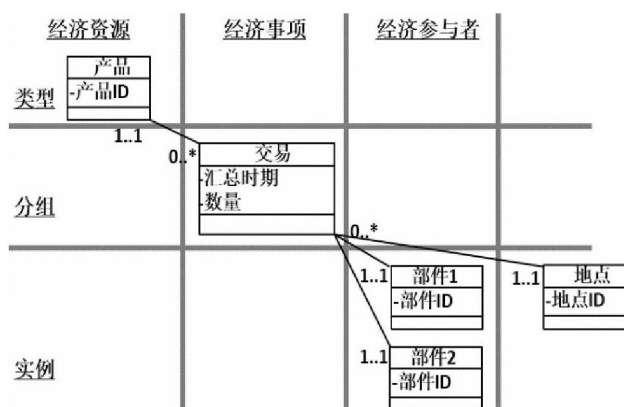 经济资源 经济事项 经济参与者
类型
产品
-产品ID
1..1
0..*
分组
交易
-汇总时期
-数量
0..*
实例
1..1
部件1
-部件ID
1..1
地点
-地点ID
1..1
部件2
-部件ID